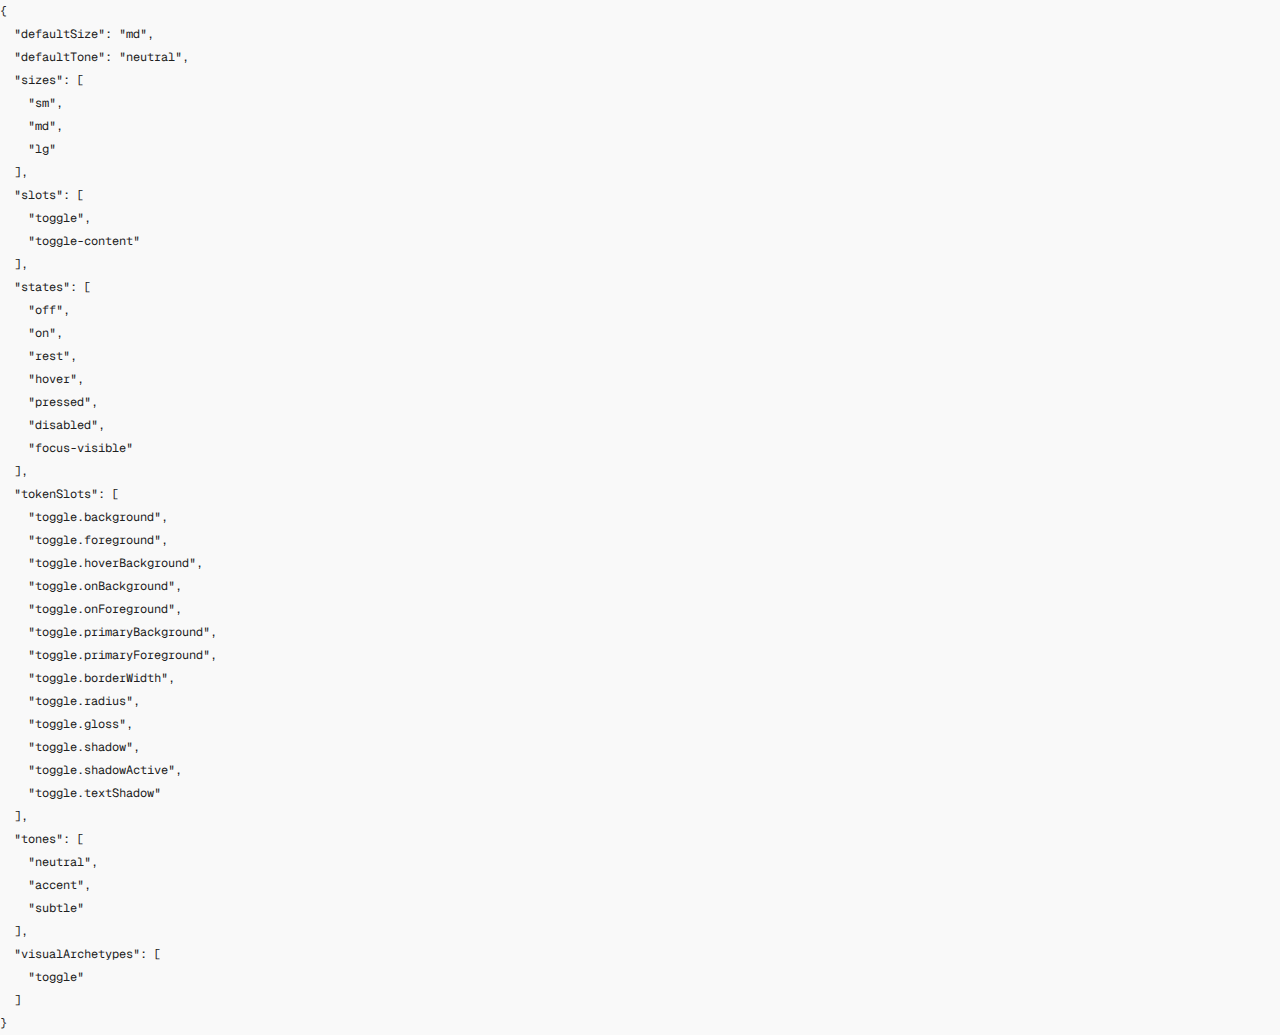 {
  "defaultSize": "md",
  "defaultTone": "neutral",
  "sizes": [
    "sm",
    "md",
    "lg"
  ],
  "slots": [
    "toggle",
    "toggle-content"
  ],
  "states": [
    "off",
    "on",
    "rest",
    "hover",
    "pressed",
    "disabled",
    "focus-visible"
  ],
  "tokenSlots": [
    "toggle.background",
    "toggle.foreground",
    "toggle.hoverBackground",
    "toggle.onBackground",
    "toggle.onForeground",
    "toggle.primaryBackground",
    "toggle.primaryForeground",
    "toggle.borderWidth",
    "toggle.radius",
    "toggle.gloss",
    "toggle.shadow",
    "toggle.shadowActive",
    "toggle.textShadow"
  ],
  "tones": [
    "neutral",
    "accent",
    "subtle"
  ],
  "visualArchetypes": [
    "toggle"
  ]
}